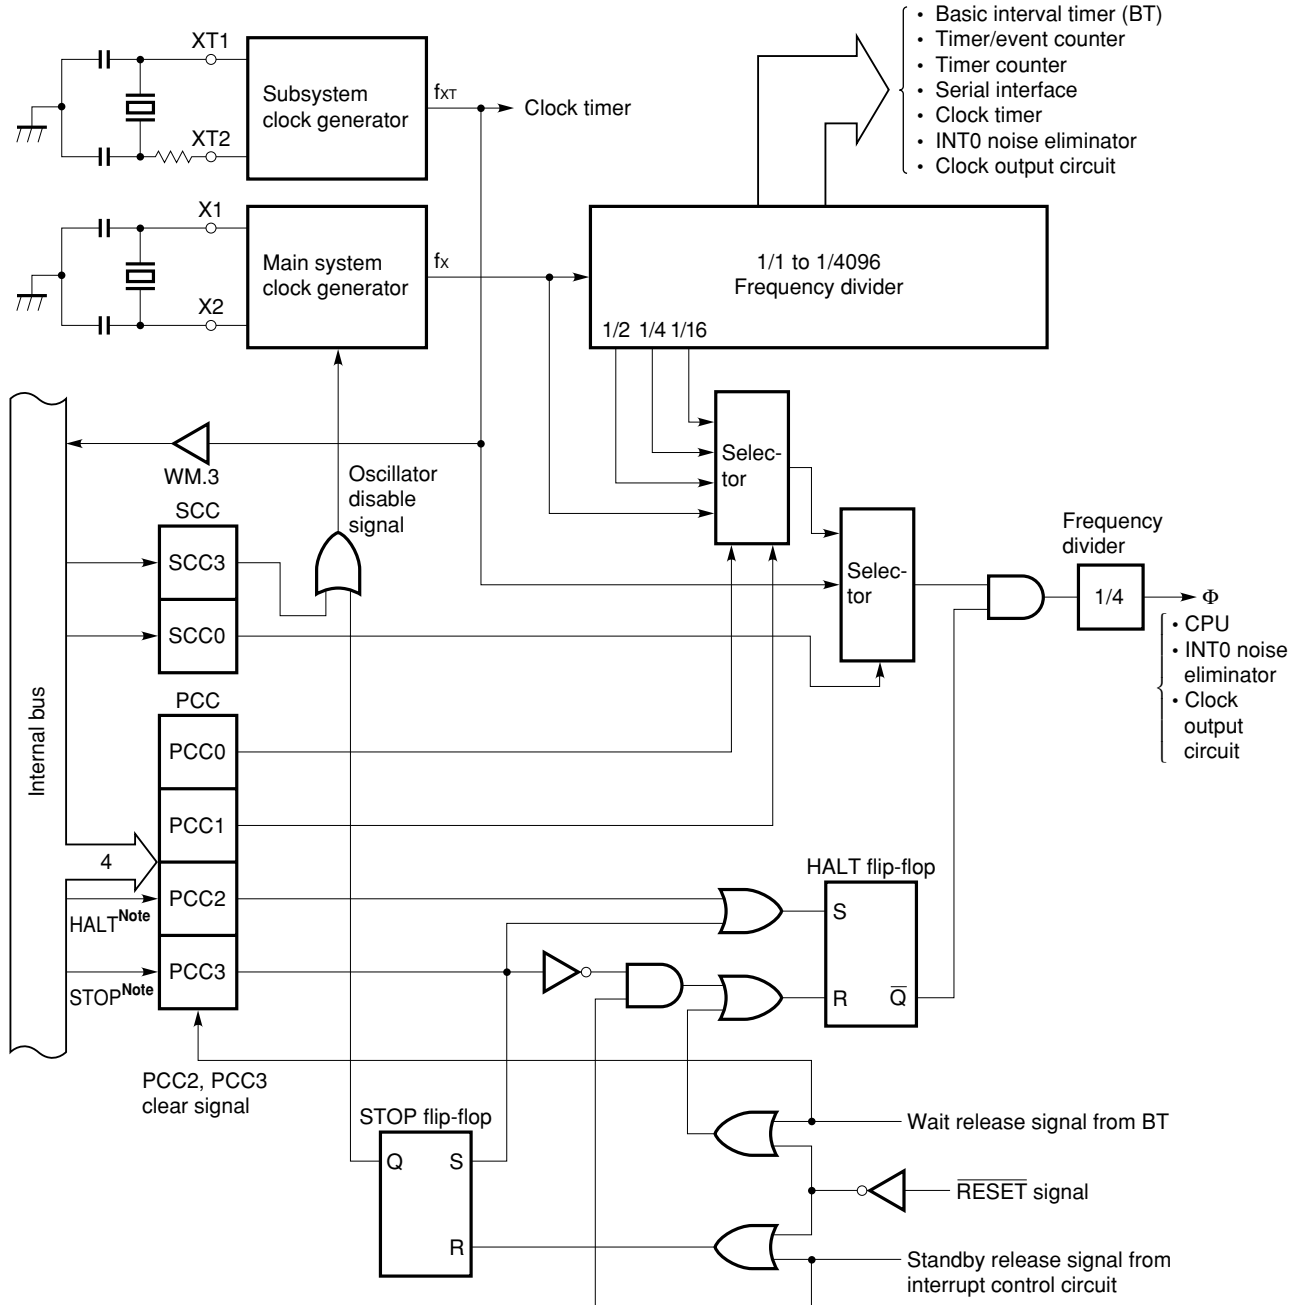 XT1
XT2
Subsystem
clock generator
fXT
Clock timer
• Basic interval timer (BT)
• Timer/event counter
• Timer counter
• Serial interface
• Clock timer
• INT0 noise eliminator
• Clock output circuit
X1
X2
Main system
clock generator
fX
1/1 to 1/4096
Frequency divider
1/2 1/4 1/16
WM.3
Oscillator
disable
signal
Selec-
tor
Selec-
tor
Frequency
divider
1/4
Φ
• CPU
• INT0 noise
eliminator
• Clock
output
circuit
Internal bus
SCC
SCC3
SCC0
PCC
PCC0
PCC1
PCC2
PCC3
4
HALTNote
STOPNote
PCC2, PCC3
clear signal
HALT flip-flop
S
R
Q̅
STOP flip-flop
Q
S
R
Wait release signal from BT
R̅E̅S̅E̅T̅ signal
Standby release signal from
interrupt control circuit